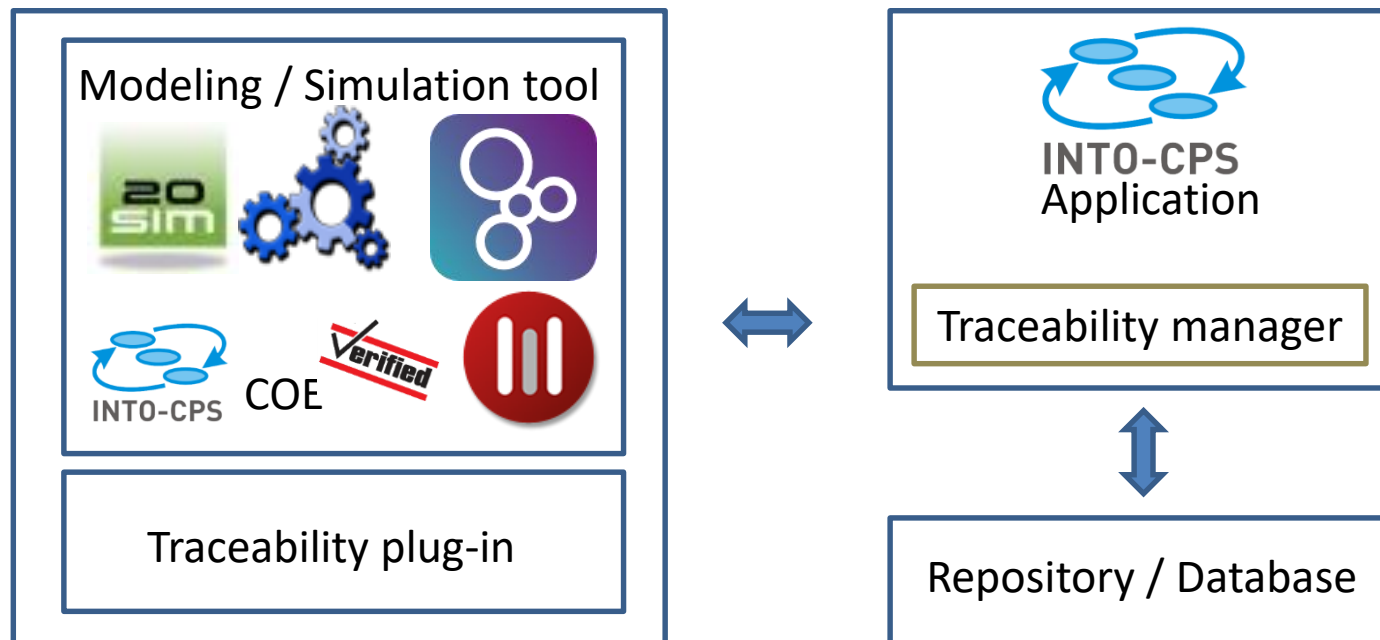 Modeling / Simulation tool
20
sim
INTO-CPS
COE
Verified
Traceability plug-in
INTO-CPS
Application
Traceability manager
Repository / Database